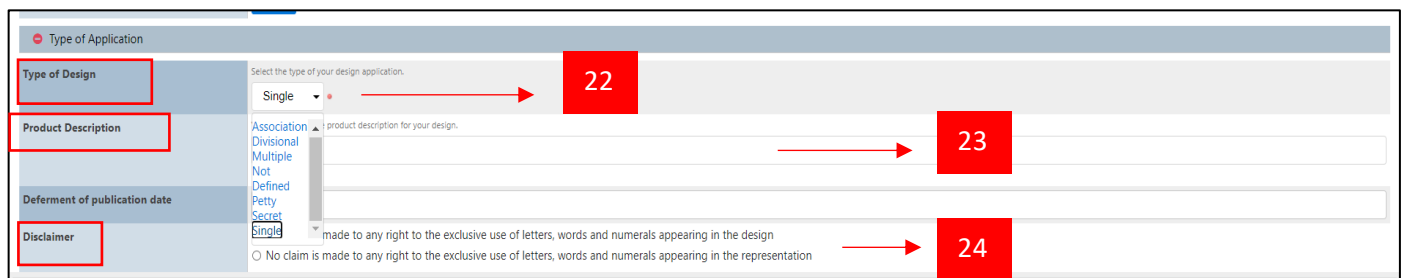 Type of Application
Type of Design
Select the type of your design application.
Single
22
Product Description
product description for your design.
Association
Divisional
Multiple
Not
Defined
Petty
Secret
Single
23
Deferment of publication date
Disclaimer
made to any right to the exclusive use of letters, words and numerals appearing in the design
No claim is made to any right to the exclusive use of letters, words and numerals appearing in the representation
24